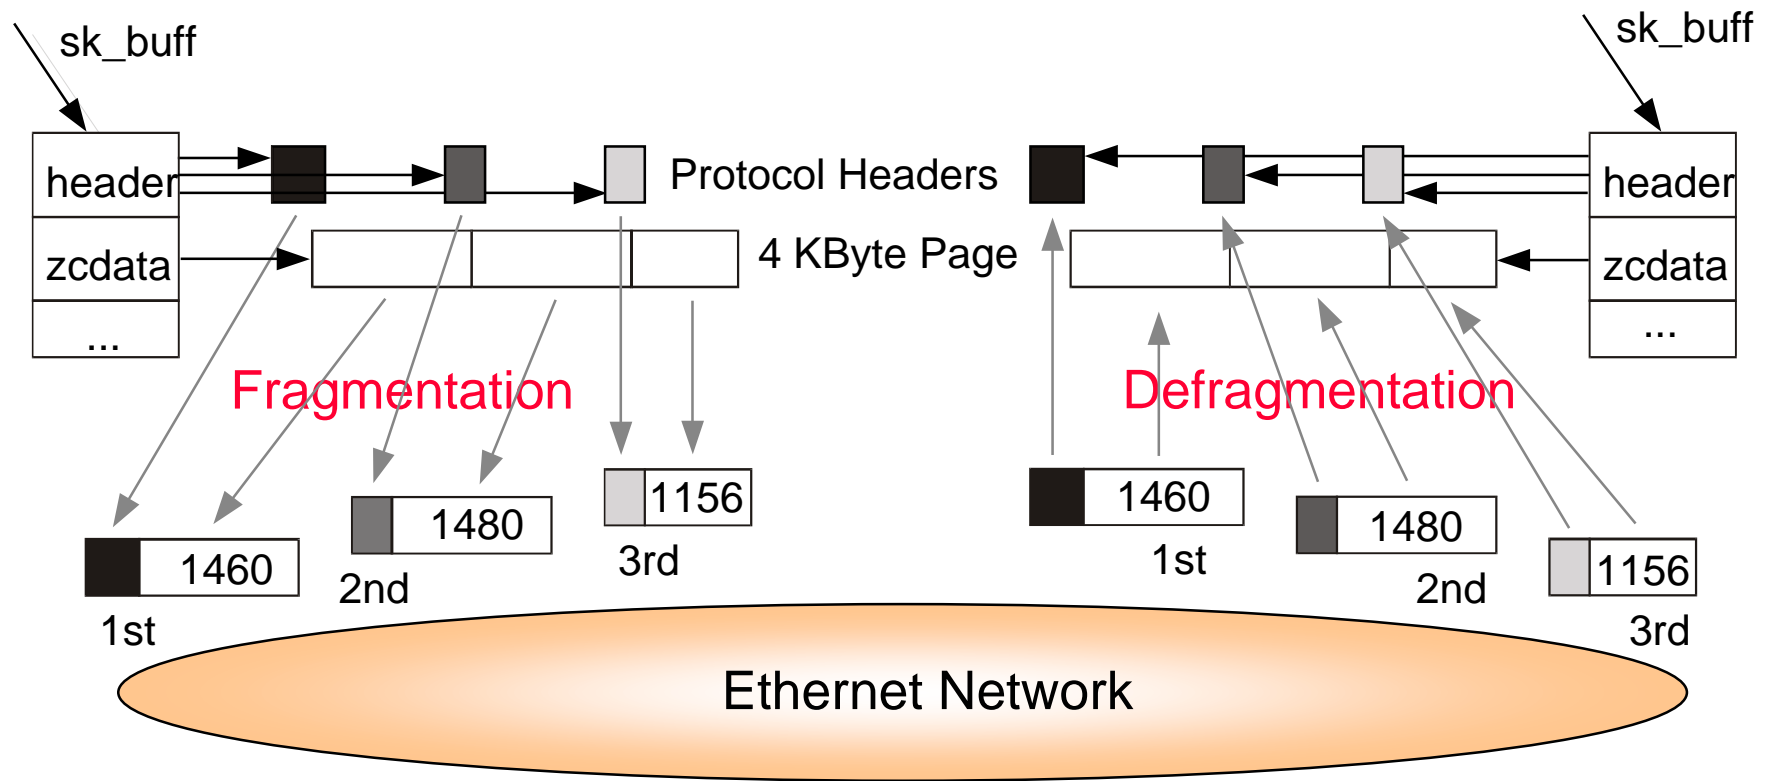 sk_buff
sk_buff
header
Protocol Headers
header
zcdata
4 KByte Page
zcdata
...
...
Fragmentation
Defragmentation
1460
1480
1156
1460
1480
1156
1st
2nd
3rd
1st
2nd
3rd
Ethernet Network